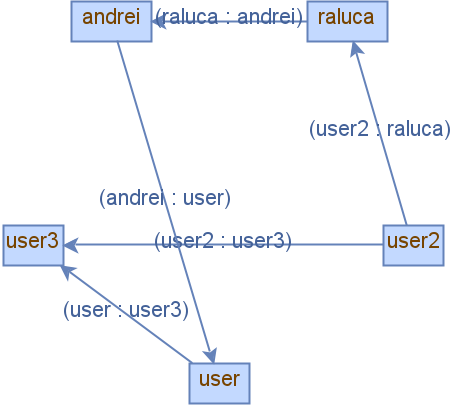 andrei
(raluca : andrei)
raluca
(user2 : raluca)
(andrei : user)
user3
(user2 : user3)
user2
(user : user3)
user